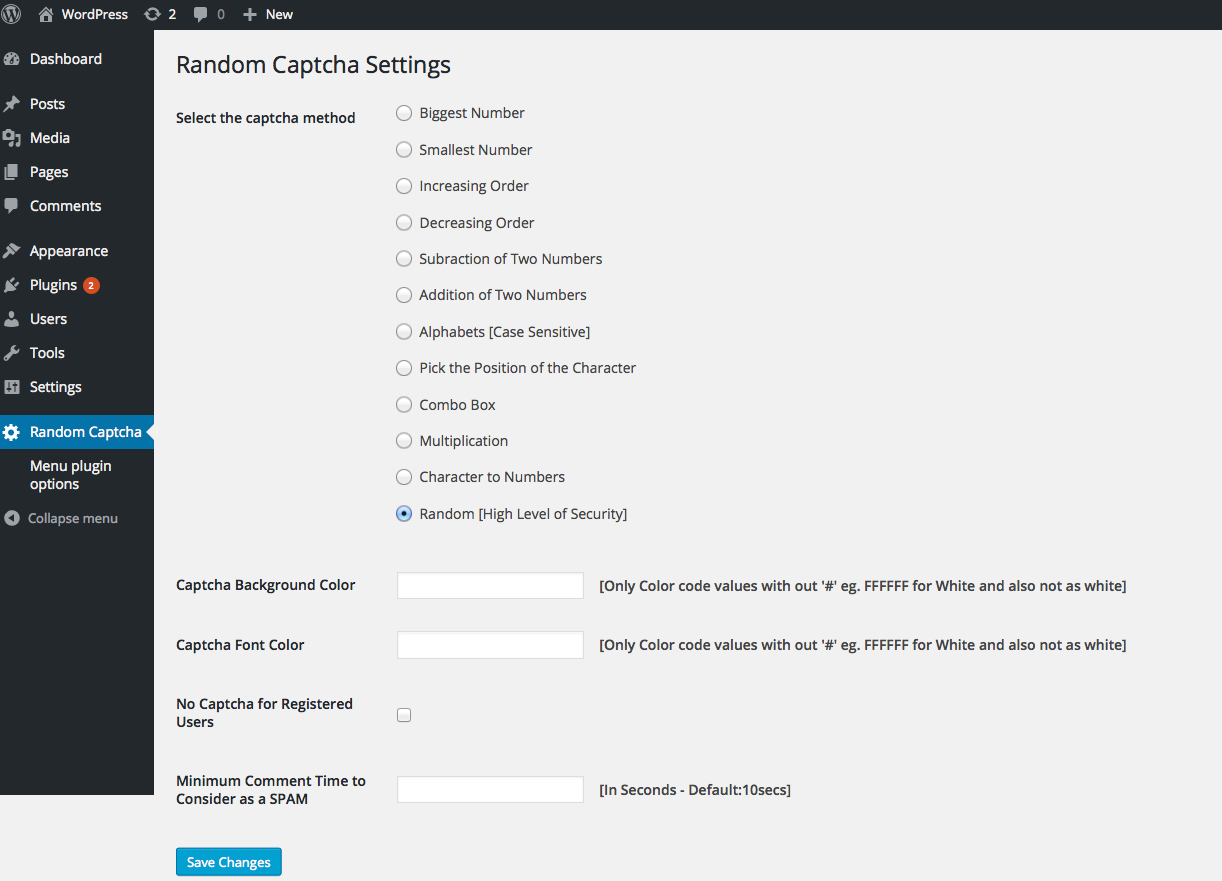 WordPress 2 0 New
Dashboard
Posts
Media
Pages
Comments
Appearance
Plugins 2
Users
Tools
Settings
Random Captcha
Menu plugin
options
Collapse menu
Random Captcha Settings
Select the captcha method
Biggest Number
Smallest Number
Increasing Order
Decreasing Order
Subraction of Two Numbers
Addition of Two Numbers
Alphabets [Case Sensitive]
Pick the Position of the Character
Combo Box
Multiplication
Character to Numbers
Random [High Level of Security]
Captcha Background Color [Only Color code values with out '#' eg. FFFFFF for White and also not as white]
Captcha Font Color [Only Color code values with out '#' eg. FFFFFF for White and also not as white]
No Captcha for Registered
Users
Minimum Comment Time to
Consider as a SPAM
[In Seconds - Default:10secs]
Save Changes